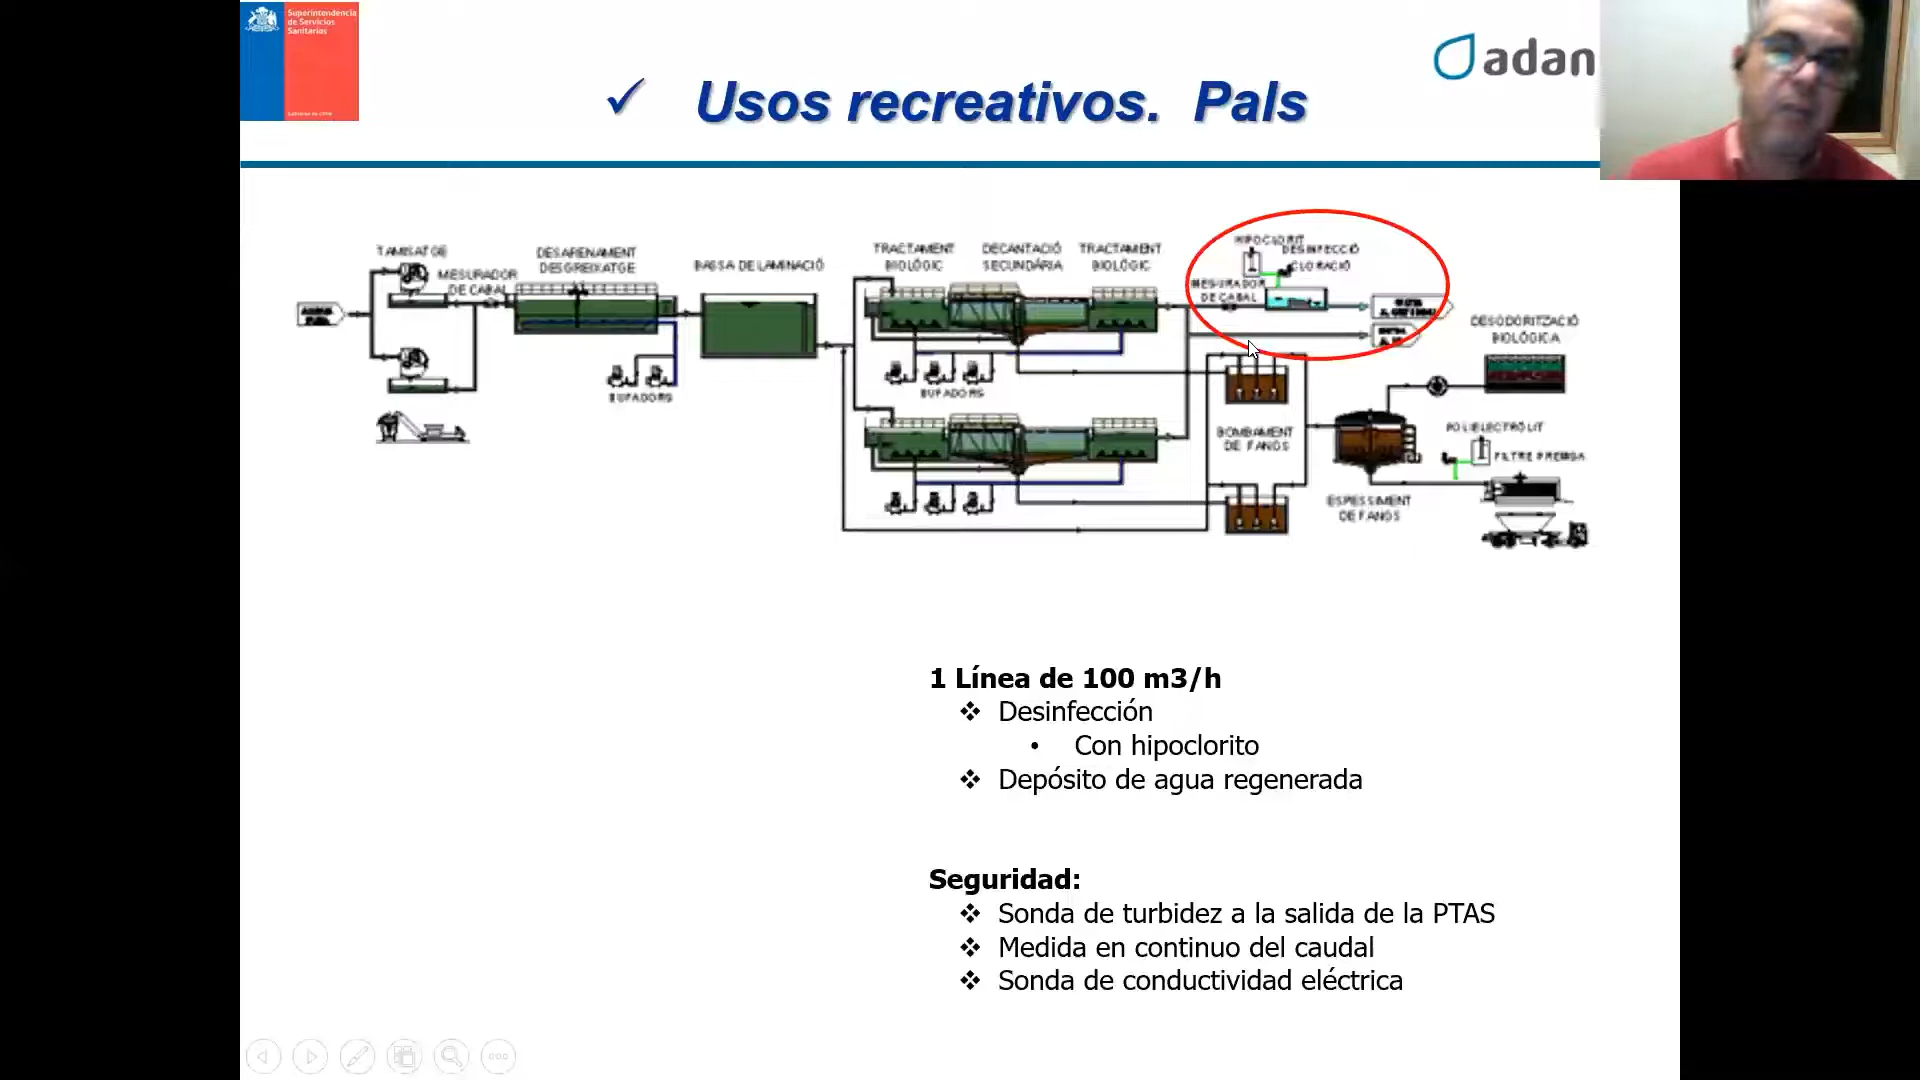 Superintendencia
de Servicios
Sanitarios
Usos recreativos. Pals
adan
TAMISATGE
MESURADOR
DE CABAL
DESARENAMENT
DESGREIXATGE
BUFADORS
BASSA DE LAMINACIÓ
TRACTAMENT
BIOLÒGIC
DECANTACIÓ
SECUNDÀRIA
TRACTAMENT
BIOLÒGIC
BUFADORS
HIPOCLORIT
DESINFECCIÓ
CLORACIÓ
MESURADOR
DE CABAL
BOMBAMENT
DE FANGS
DESODORITZACIÓ
BIOLÒGICA
POLIELECTRÒLIT
FILTRE PREMSA
ESPESSIMENT
DE FANGS
1 Línea de 100 m3/h
❖ Desinfección
• Con hipoclorito
❖ Depósito de agua regenerada
Seguridad:
❖ Sonda de turbidez a la salida de la PTAS
❖ Medida en continuo del caudal
❖ Sonda de conductividad eléctrica